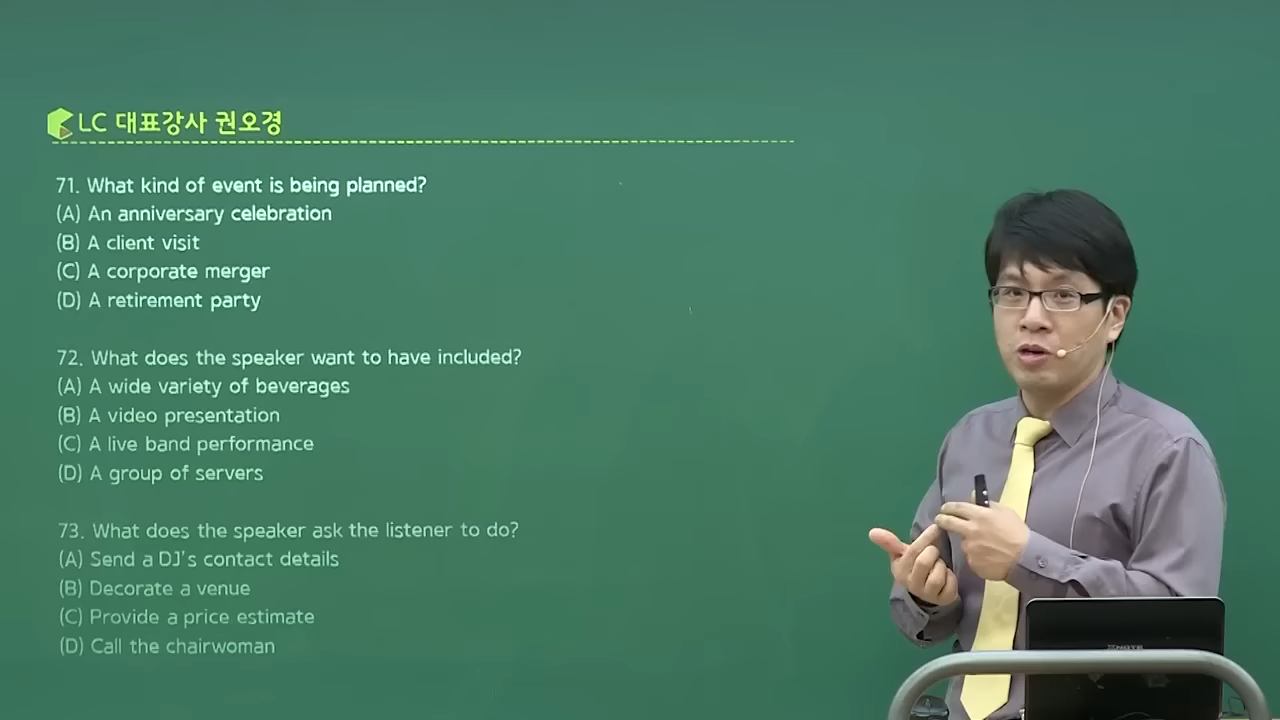 LC 대표강사 권오경
71. What kind of event is being planned?
(A) An anniversary celebration
(B) A client visit
(C) A corporate merger
(D) A retirement party
72. What does the speaker want to have included?
(A) A wide variety of beverages
(B) A video presentation
(C) A live band performance
(D) A group of servers
73. What does the speaker ask the listener to do?
(A) Send a DJ's contact details
(B) Decorate a venue
(C) Provide a price estimate
(D) Call the chairwoman
XNOTE